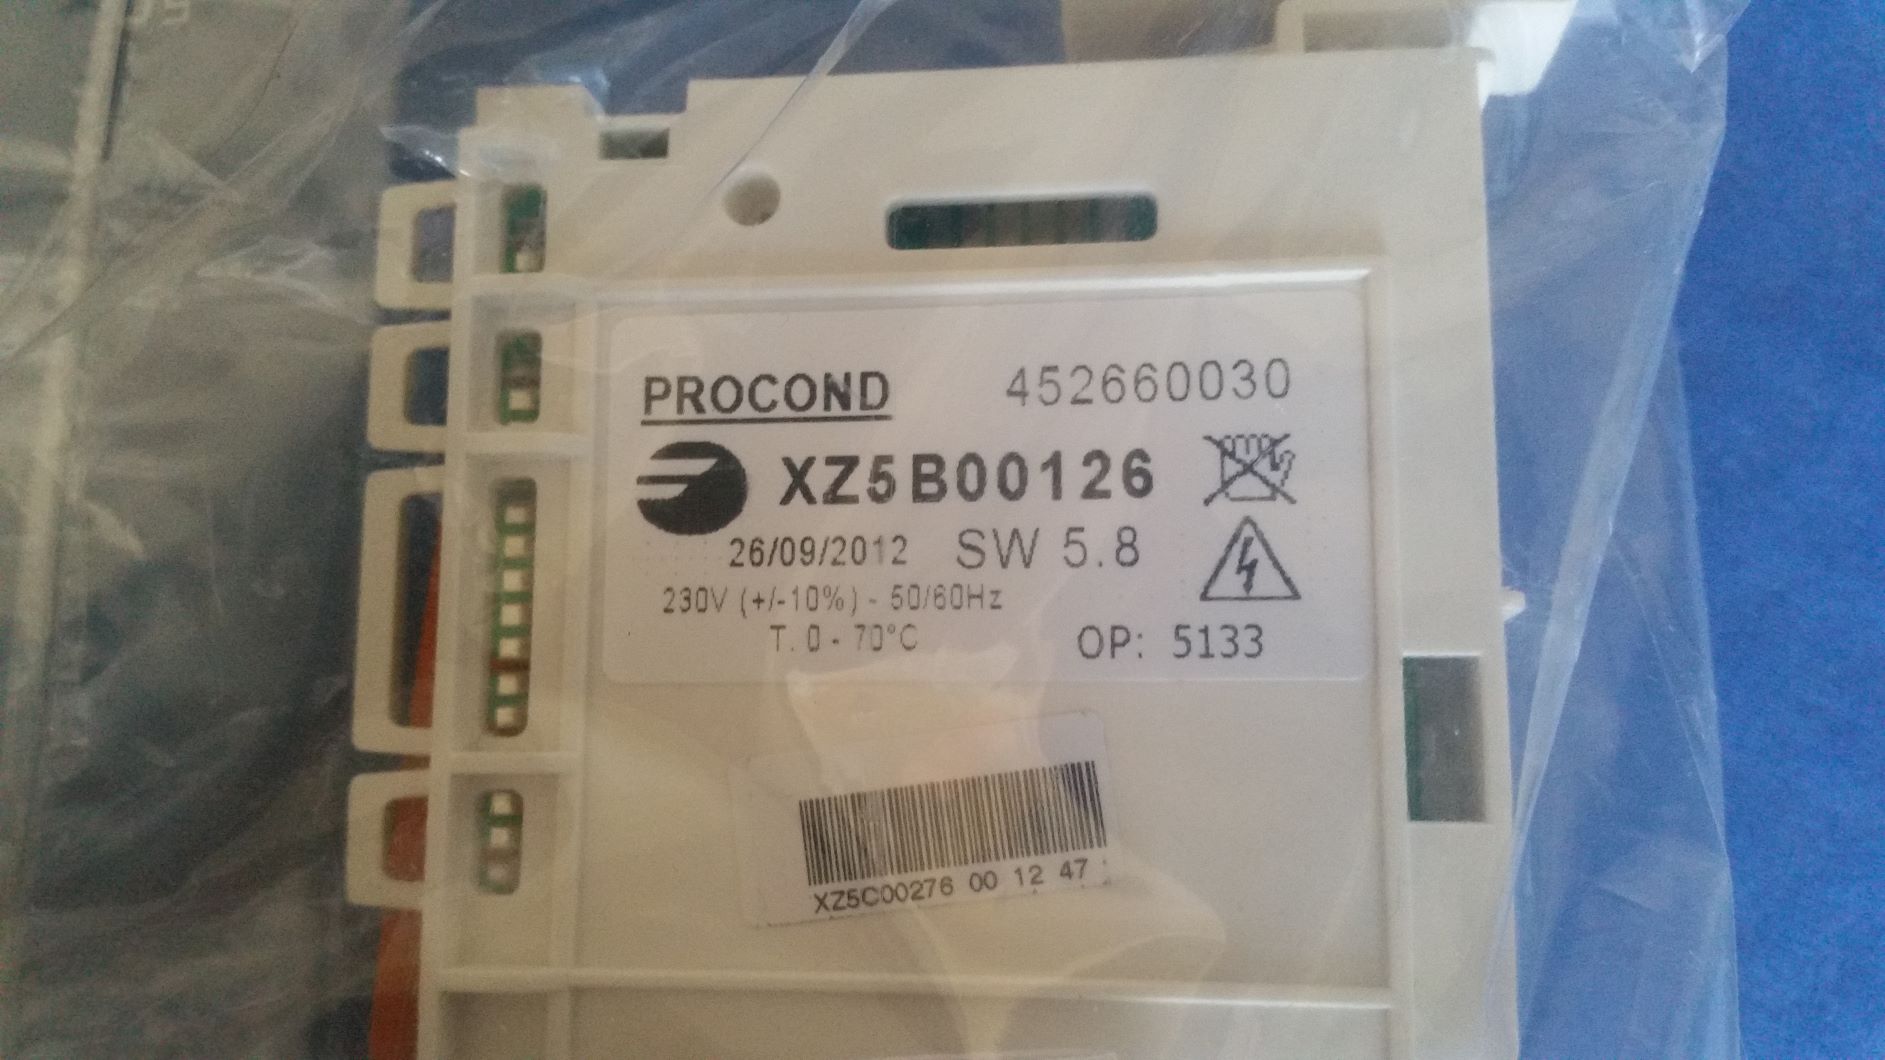 PROCOND 452660030
XZ5B00126
26/09/2012 SW 5.8
230V (+/-10%) - 50/60Hz
T. 0 - 70°C OP: 5133
XZ5C00276 00 12 47